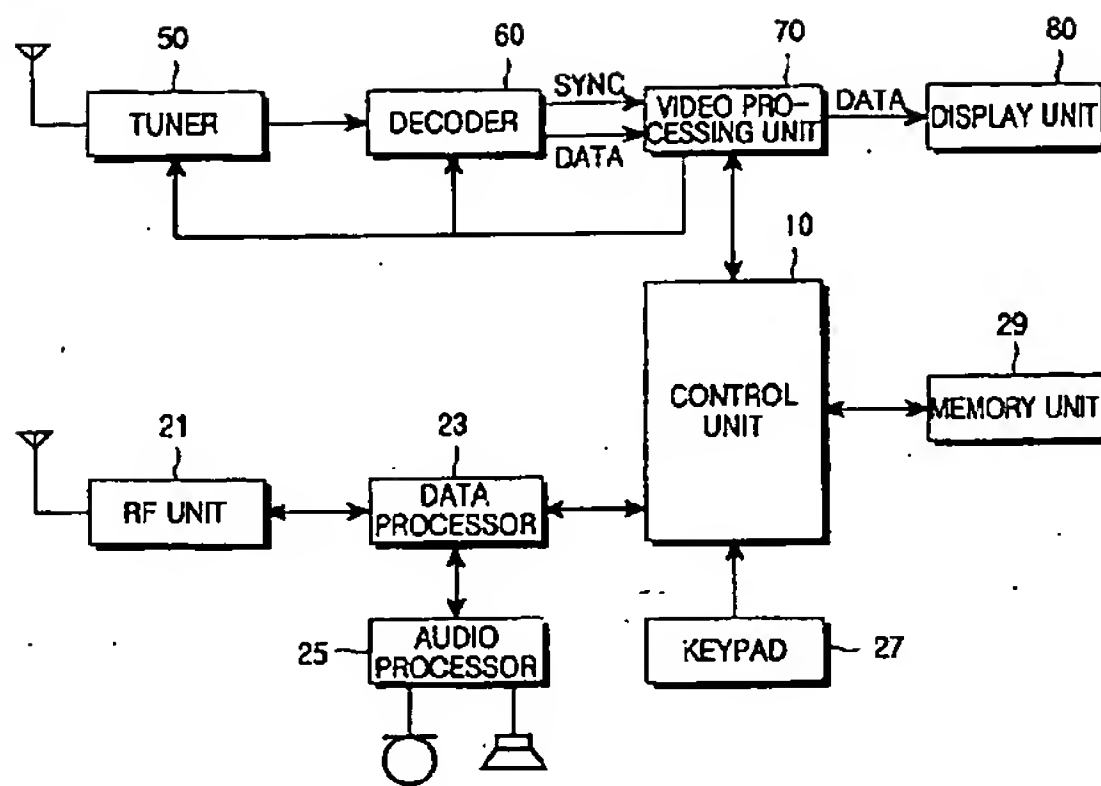 50
60
70
80
TUNER
DECODER
SYNC
DATA
VIDEO PRO-
CESSING UNIT
DATA
DISPLAY UNIT
10
CONTROL
UNIT
29
MEMORY UNIT
21
23
RF UNIT
DATA
PROCESSOR
25
AUDIO
PROCESSOR
KEYPAD
27